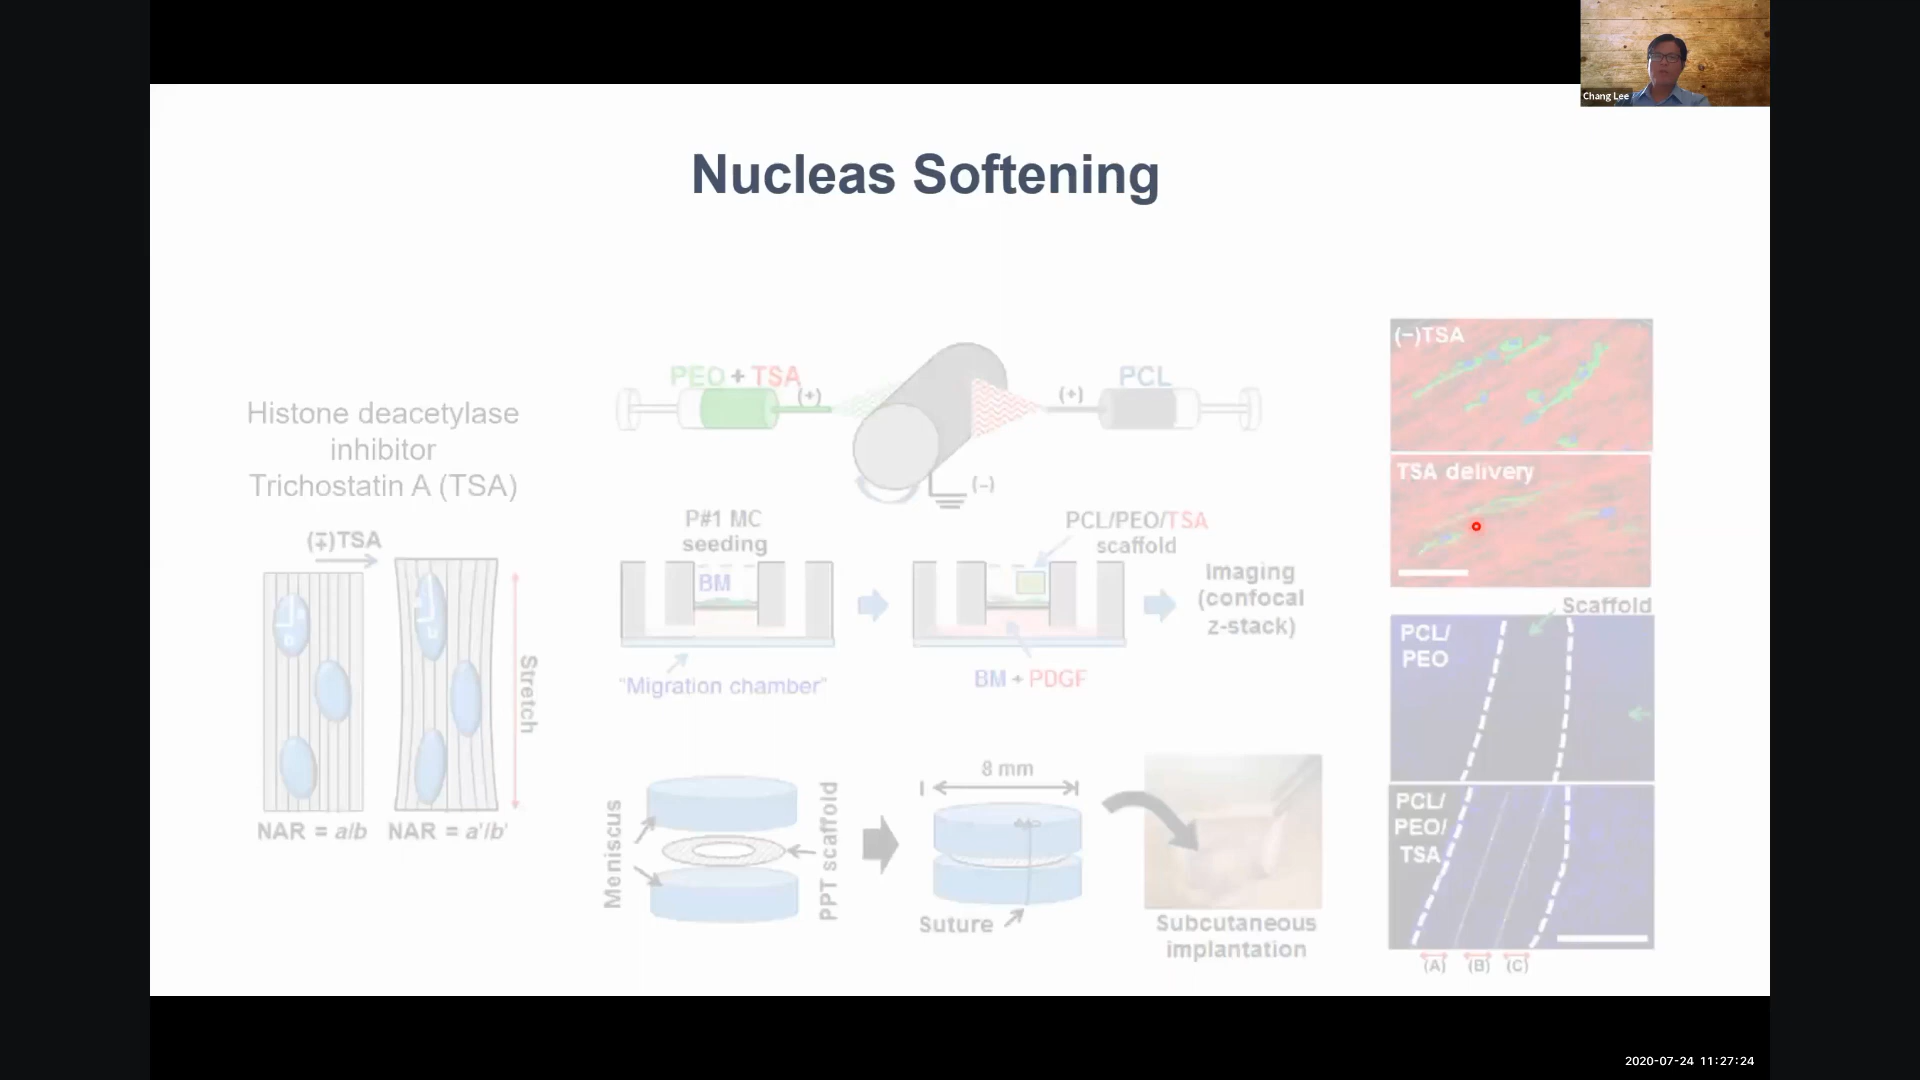 Chang Lee
Nucleas Softening
Histone deacetylase
inhibitor
Trichostatin A (TSA)
(∓)TSA
a
b
a'
b'
Stretch
NAR = a/b
NAR = a'/b'
PEO + TSA
(+)
(+)
PCL
(−)
P#1 MC
seeding
BM
"Migration chamber"
PCL/PEO/TSA
scaffold
BM + PDGF
Imaging
(confocal
z-stack)
Meniscus
PPT scaffold
8 mm
Suture
Subcutaneous
implantation
(−)TSA
TSA delivery
Scaffold
PCL/
PEO
PCL/
PEO/
TSA
(A)
(B)
(C)
2020-07-24 11:27:24